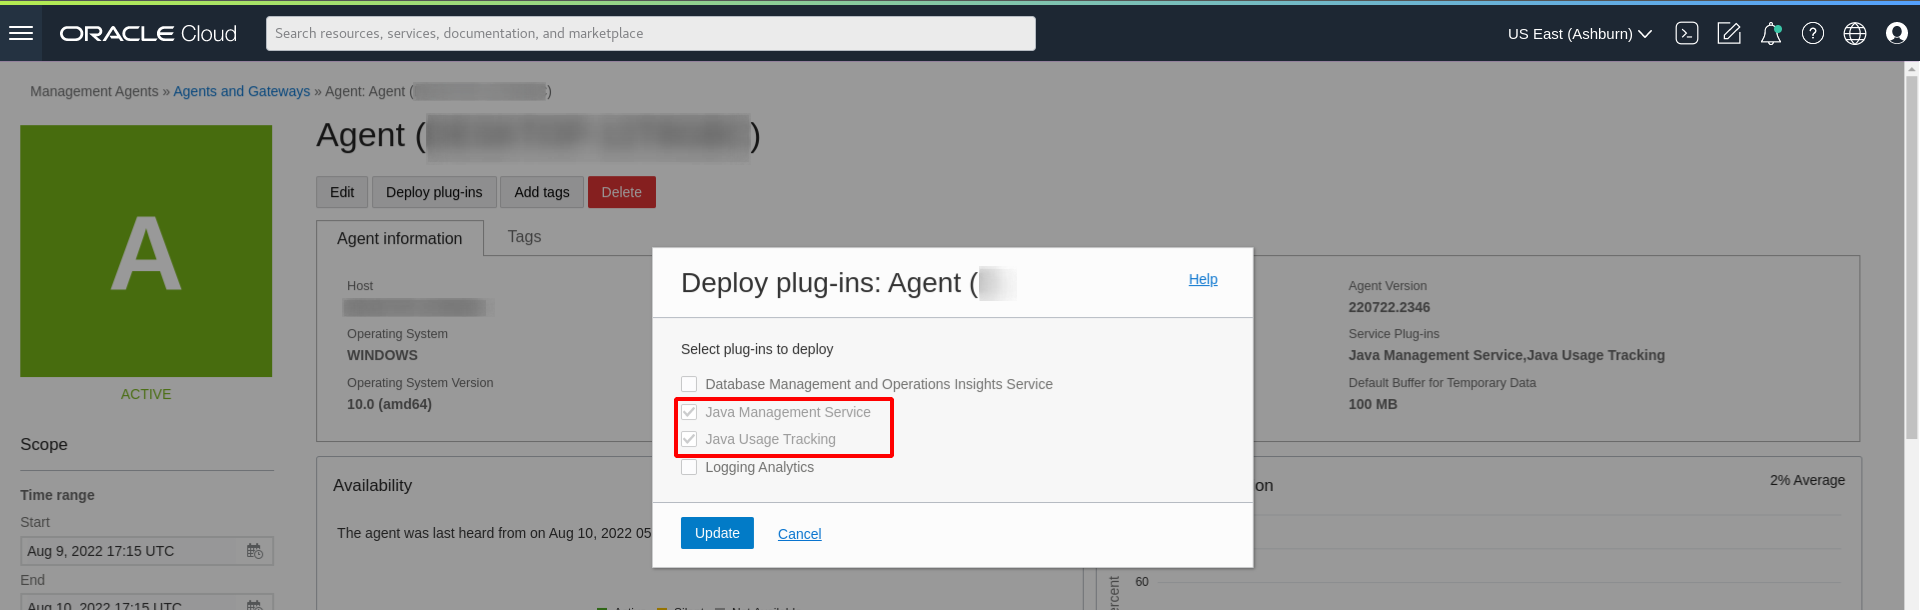 ORACLE Cloud
Search resources, services, documentation, and marketplace
US East (Ashburn)
Management Agents » Agents and Gateways » Agent: Agent ( )
A
ACTIVE
Agent ( )
Edit
Deploy plug-ins
Add tags
Delete
Agent information
Tags
Host
Operating System
WINDOWS
Operating System Version
10.0 (amd64)
Agent Version
220722.2346
Service Plug-ins
Java Management Service,Java Usage Tracking
Default Buffer for Temporary Data
100 MB
Deploy plug-ins: Agent (
Help
Select plug-ins to deploy
Database Management and Operations Insights Service
Java Management Service
Java Usage Tracking
Logging Analytics
Update
Cancel
Scope
Time range
Start
Aug 9, 2022 17:15 UTC
End
Aug 10, 2022 17:15 UTC
Availability
The agent was last heard from on Aug 10, 2022 05
on
2% Average
60
ercent